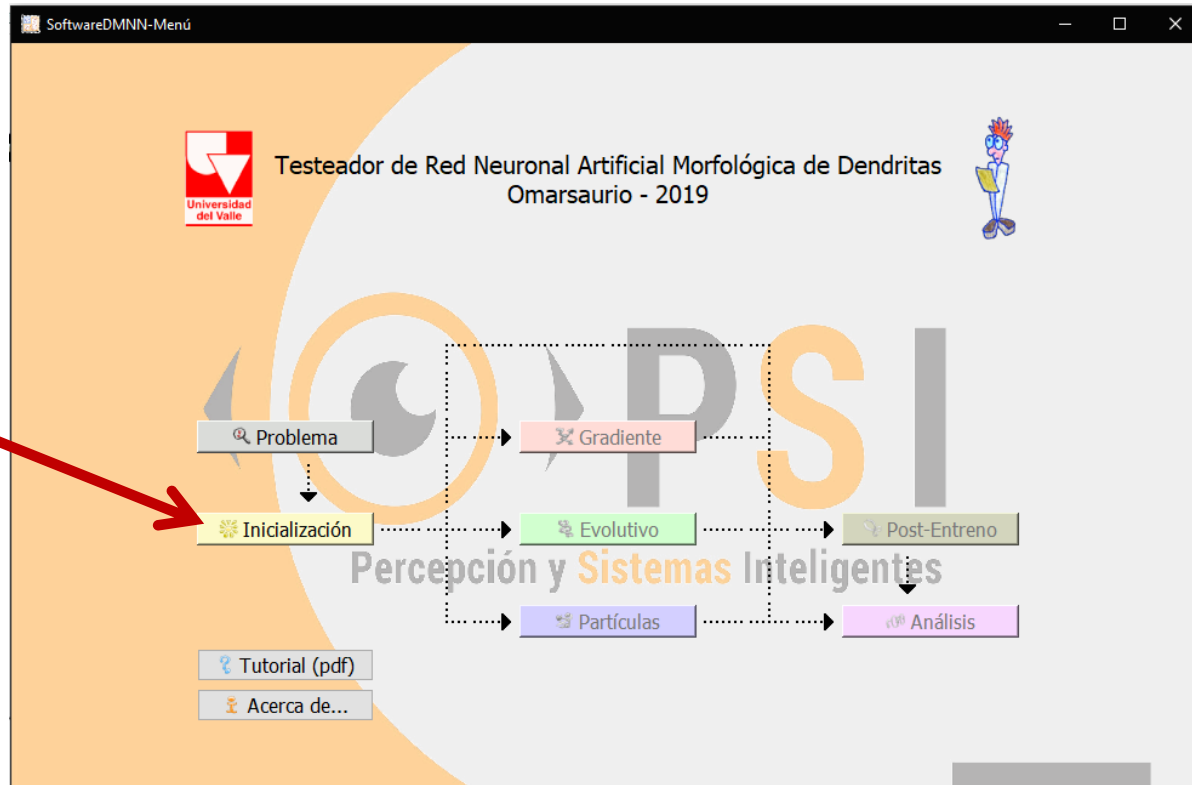 SoftwareDMNN-Menú
Universidad
del Valle
Testeador de Red Neuronal Artificial Morfológica de Dendritas
Omarsaurio - 2019
PSI
Problema
Gradiente
Inicialización
Evolutivo
Post-Entreno
Percepción y Sistemas Inteligentes
Partículas
Análisis
Tutorial (pdf)
Acerca de...